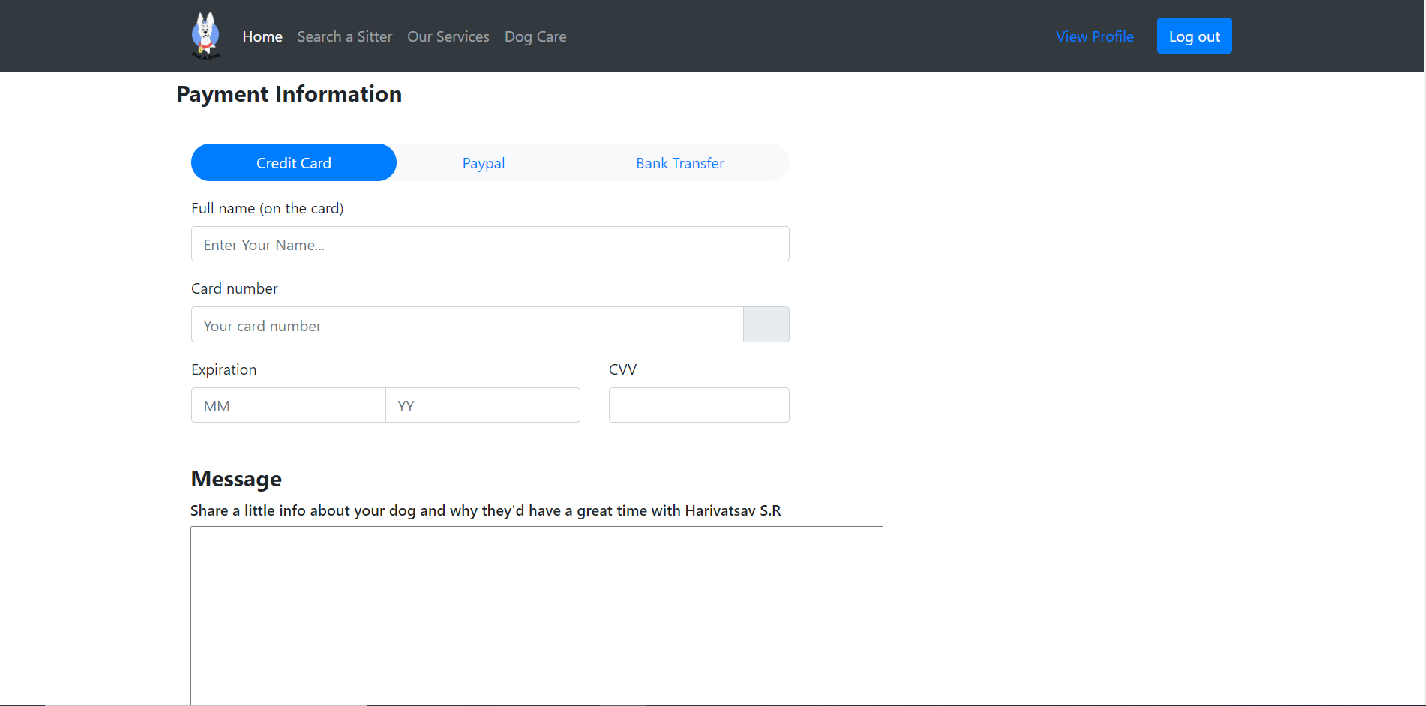 Home Search a Sitter Our Services Dog Care View Profile Log out
Payment Information
Credit Card Paypal Bank Transfer
Full name (on the card)
Enter Your Name...
Card number
Your card number
Expiration CVV
MM YY
Message
Share a little info about your dog and why they'd have a great time with Harivatsav S.R